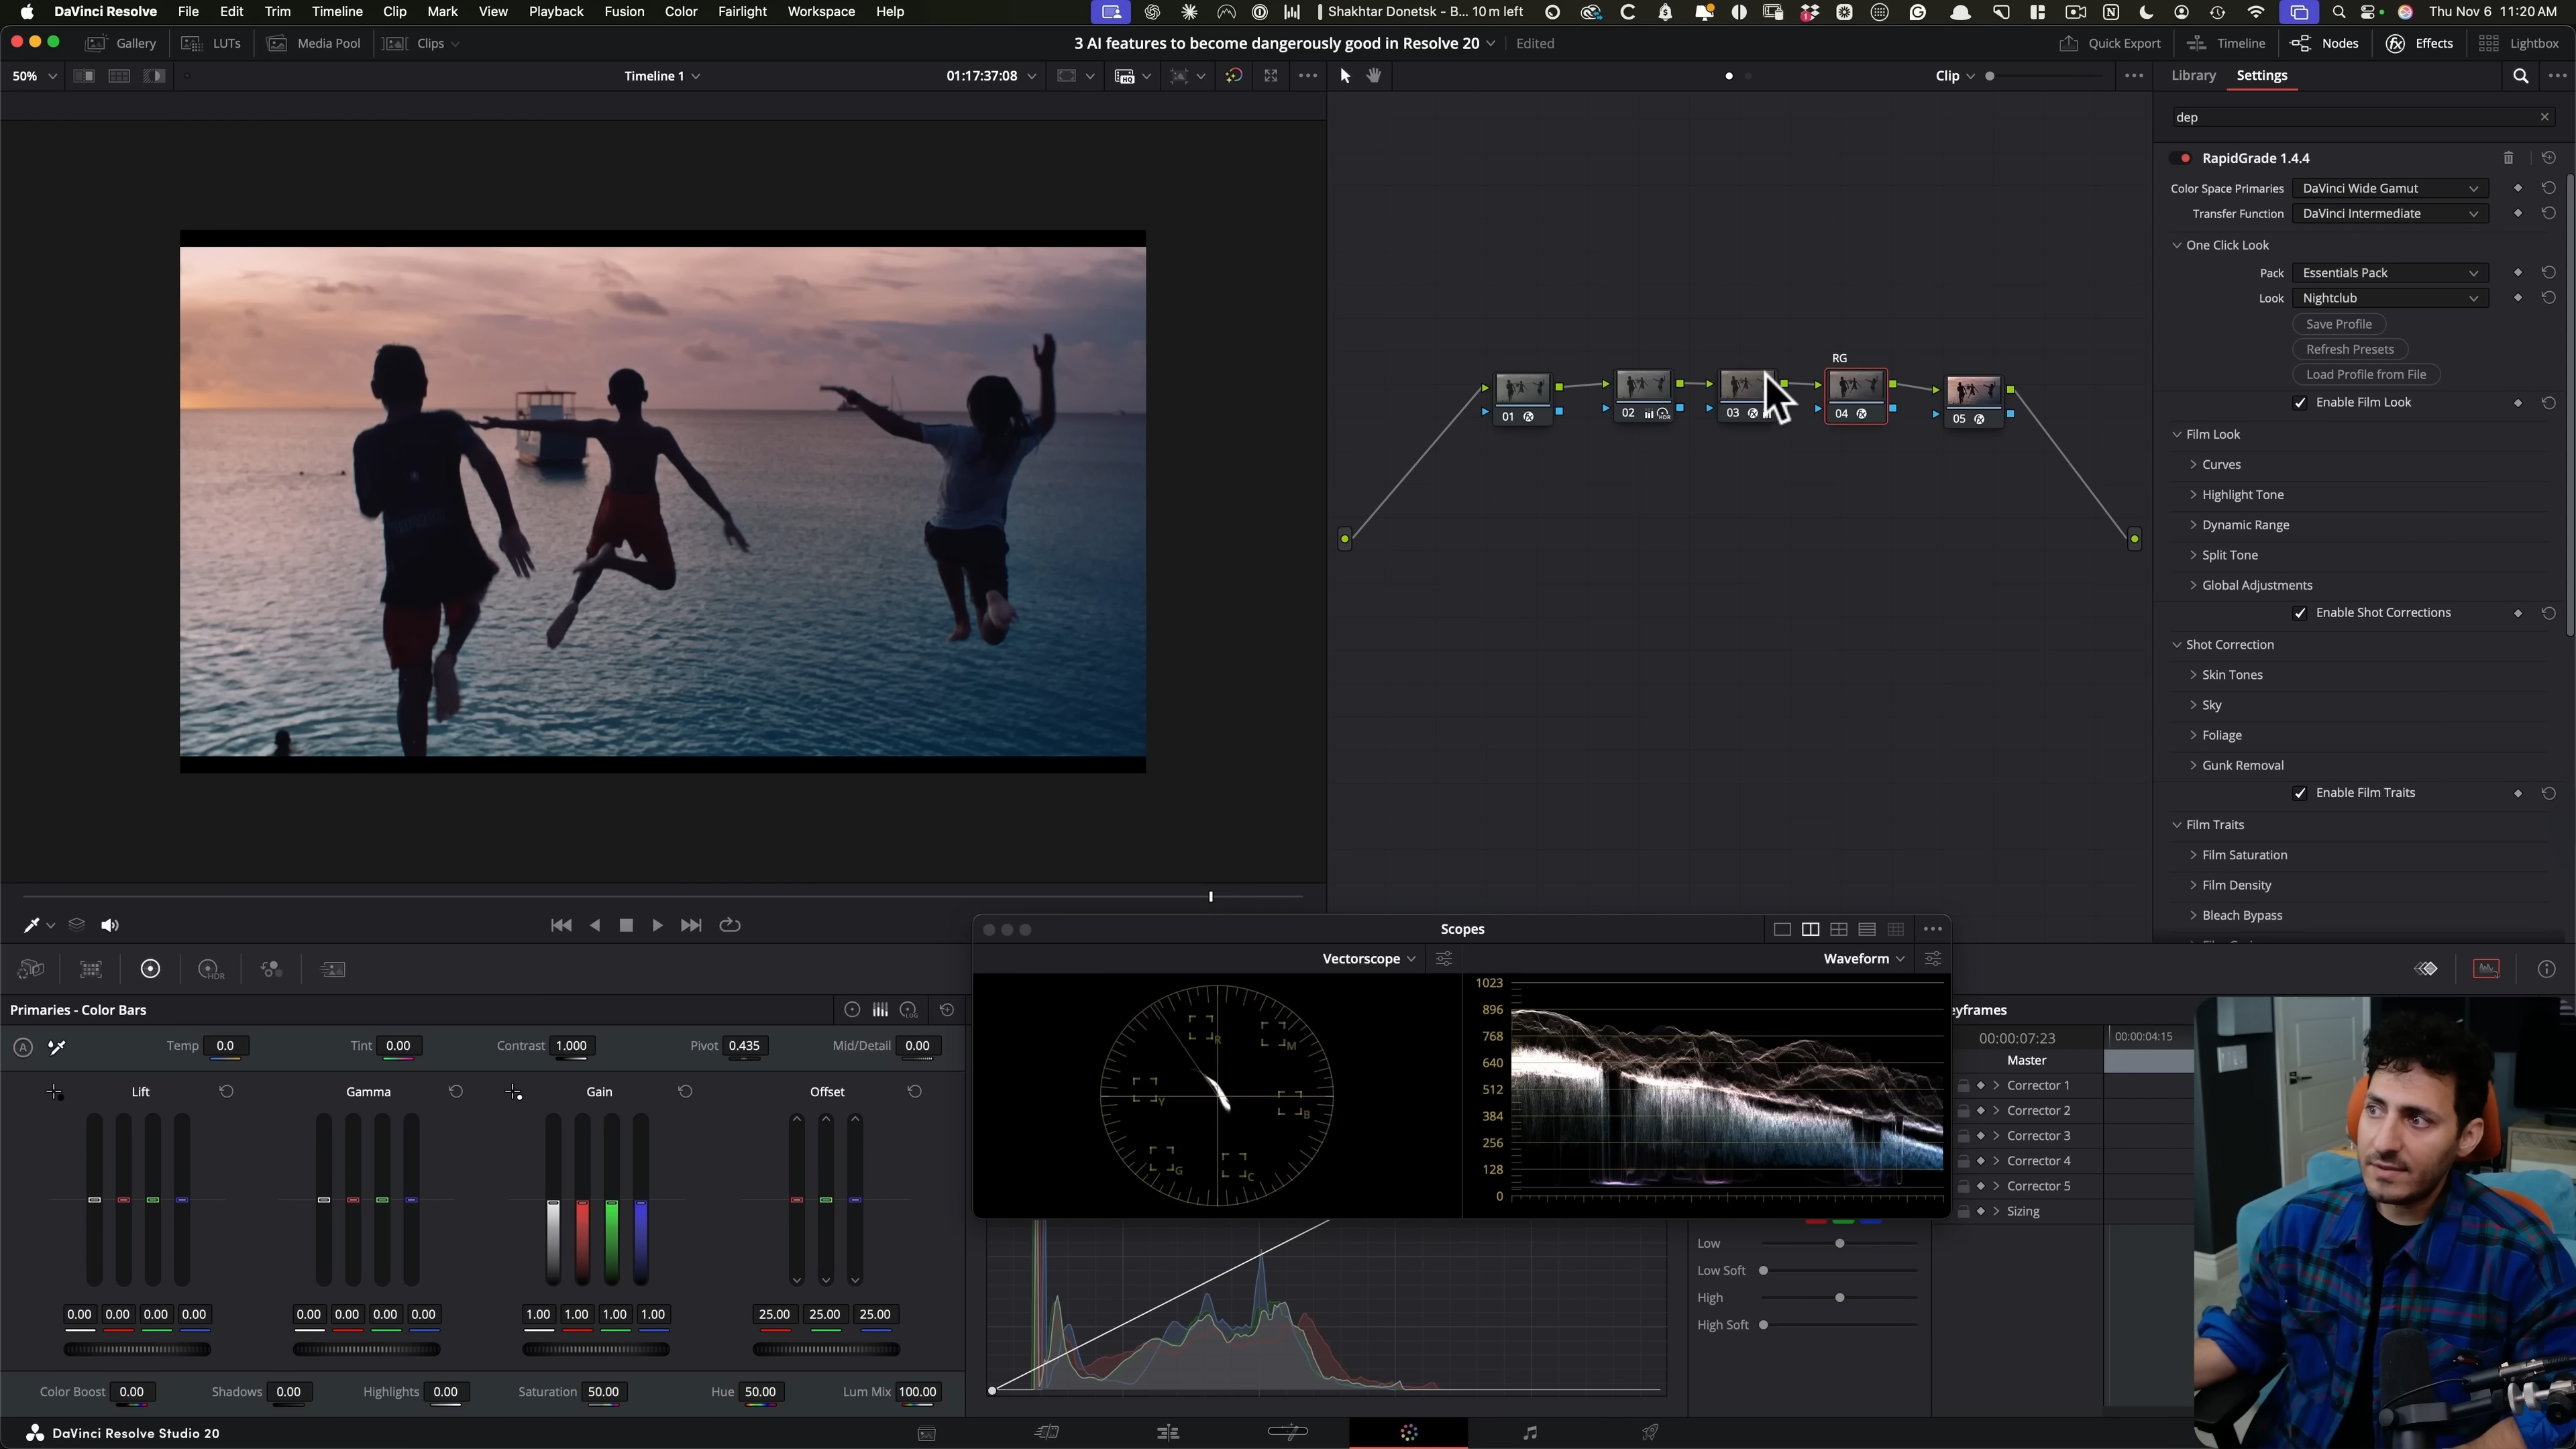 DaVinci Resolve File Edit Trim Timeline Clip Mark View Playback Fusion Color Fairlight Workspace Help
Shakhtar Donetsk - B... 10 m left
Thu Nov 6 11:20 AM
Gallery LUTs Media Pool Clips
3 AI features to become dangerously good in Resolve 20 Edited
Quick Export Timeline Nodes Effects Lightbox
50% Timeline 1 01:17:37:08 Clip
Library Settings
dep
RapidGrade 1.4.4
Color Space Primaries DaVinci Wide Gamut
Transfer Function DaVinci Intermediate
One Click Look
Pack Essentials Pack
Look Nightclub
Save Profile
Refresh Presets
Load Profile from File
Enable Film Look
Film Look
Curves
Highlight Tone
Dynamic Range
Split Tone
Global Adjustments
Enable Shot Corrections
Shot Correction
Skin Tones
Sky
Foliage
Gunk Removal
Enable Film Traits
Film Traits
Film Saturation
Film Density
Bleach Bypass
RG
01 02 03 04 05
Scopes
Vectorscope Waveform
R M Y B G C
1023
896
768
640
512
384
256
128
0
HDR
Primaries - Color Bars
LOG
Temp 0.0 Tint 0.00 Contrast 1.000 Pivot 0.435 Mid/Detail 0.00
Lift Gamma Gain Offset
0.00 0.00 0.00 0.00 0.00 0.00 0.00 0.00 1.00 1.00 1.00 1.00 25.00 25.00 25.00
Color Boost 0.00 Shadows 0.00 Highlights 0.00 Saturation 50.00 Hue 50.00 Lum Mix 100.00
Low
Low Soft
High
High Soft
eyframes
00:00:07:23 00:00:04:15
Master
Corrector 1
Corrector 2
Corrector 3
Corrector 4
Corrector 5
Sizing
DaVinci Resolve Studio 20